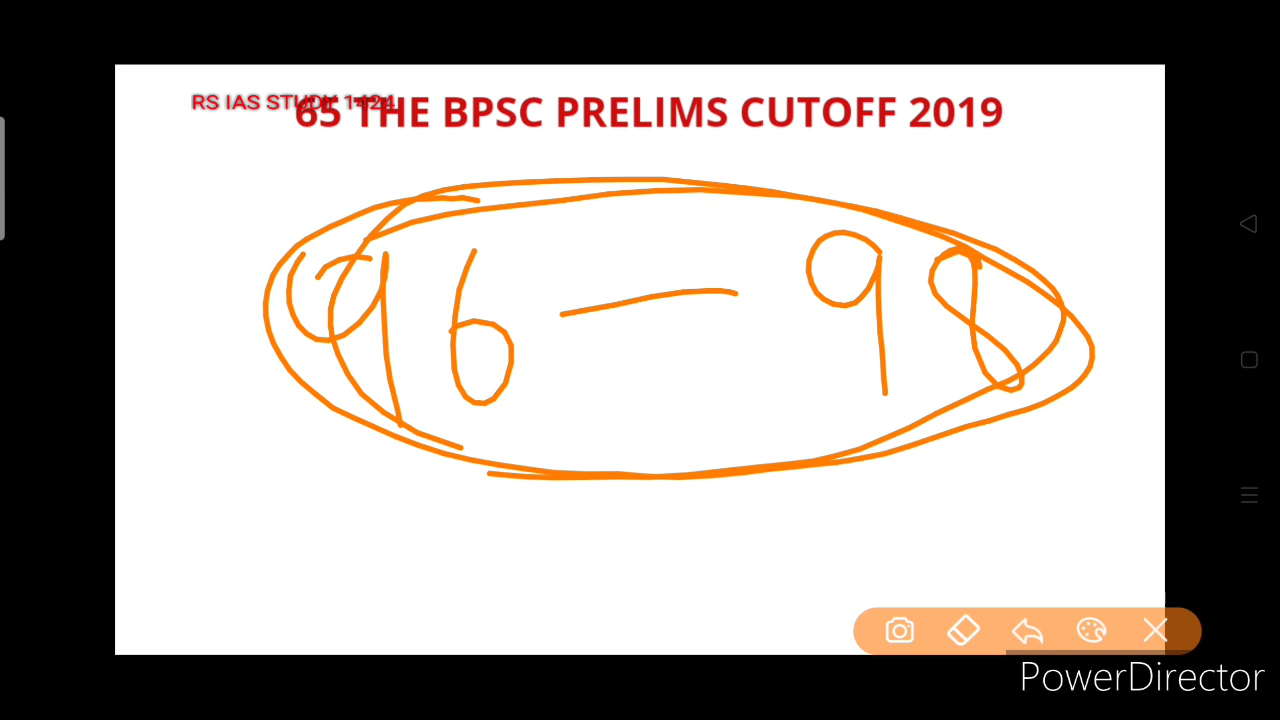 RS IAS STUDY 1424
65 THE BPSC PRELIMS CUTOFF 2019
96 — 98
PowerDirector